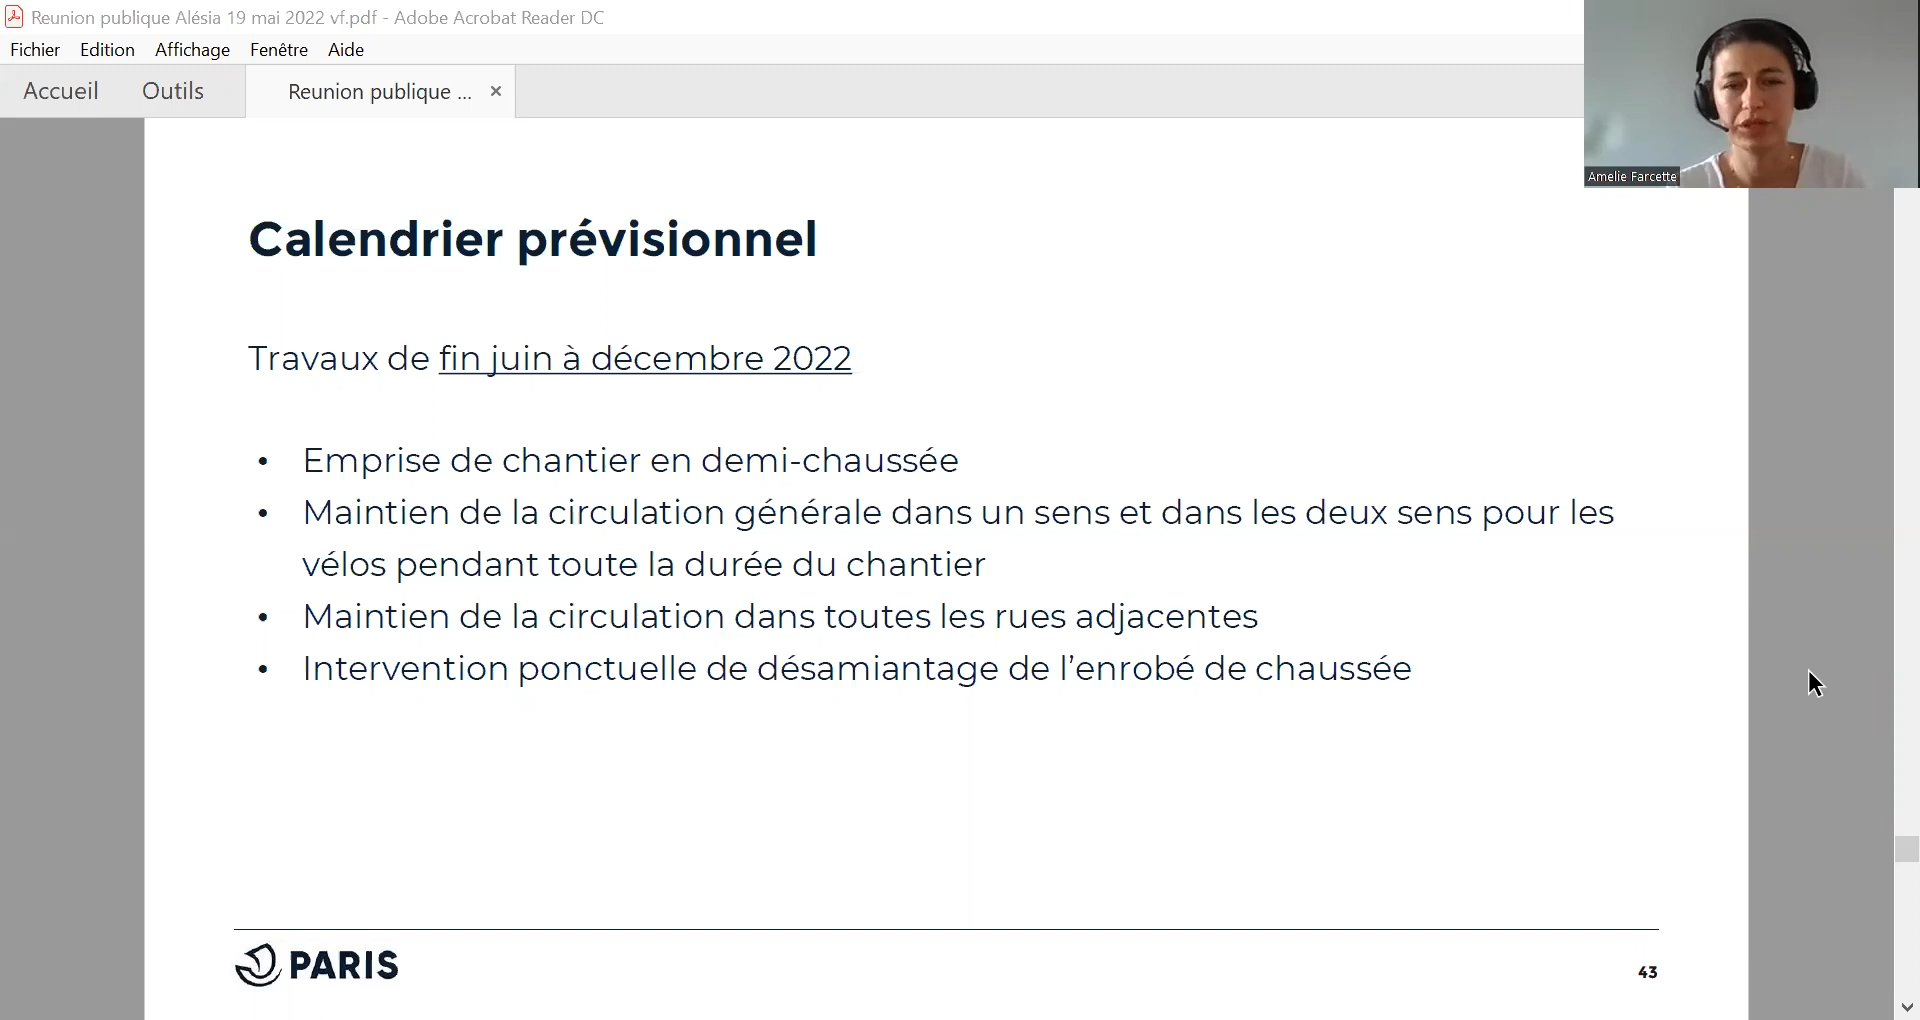 Reunion publique Alésia 19 mai 2022 vf.pdf - Adobe Acrobat Reader DC
Fichier Edition Affichage Fenêtre Aide
Accueil Outils Reunion publique ... ×
Amelie Farcette
Calendrier prévisionnel
Travaux de fin juin à décembre 2022
• Emprise de chantier en demi-chaussée
• Maintien de la circulation générale dans un sens et dans les deux sens pour les
vélos pendant toute la durée du chantier
• Maintien de la circulation dans toutes les rues adjacentes
• Intervention ponctuelle de désamiantage de l’enrobé de chaussée
PARIS
43